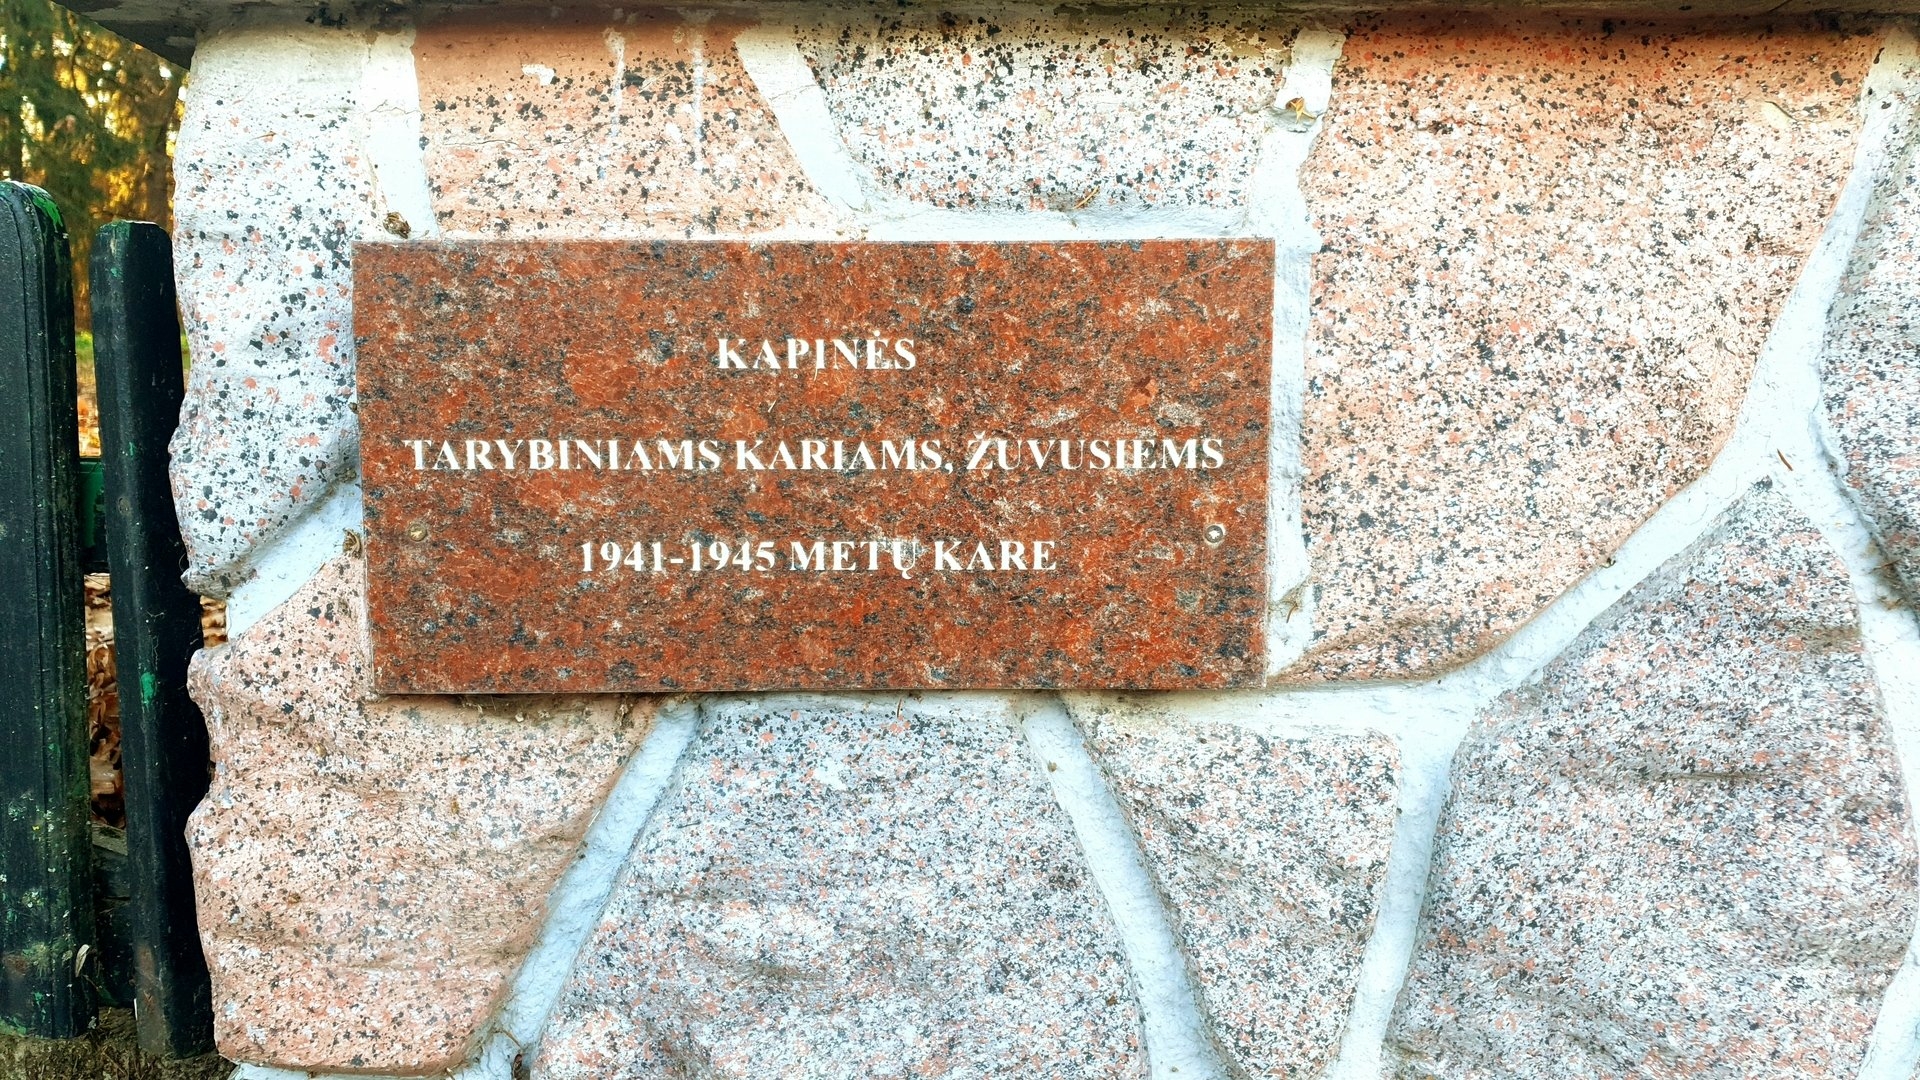 KAPINĖS
TARYBINIAMS KARIAMS, ŽUVUSIEMS
1941-1945 METŲ KARE